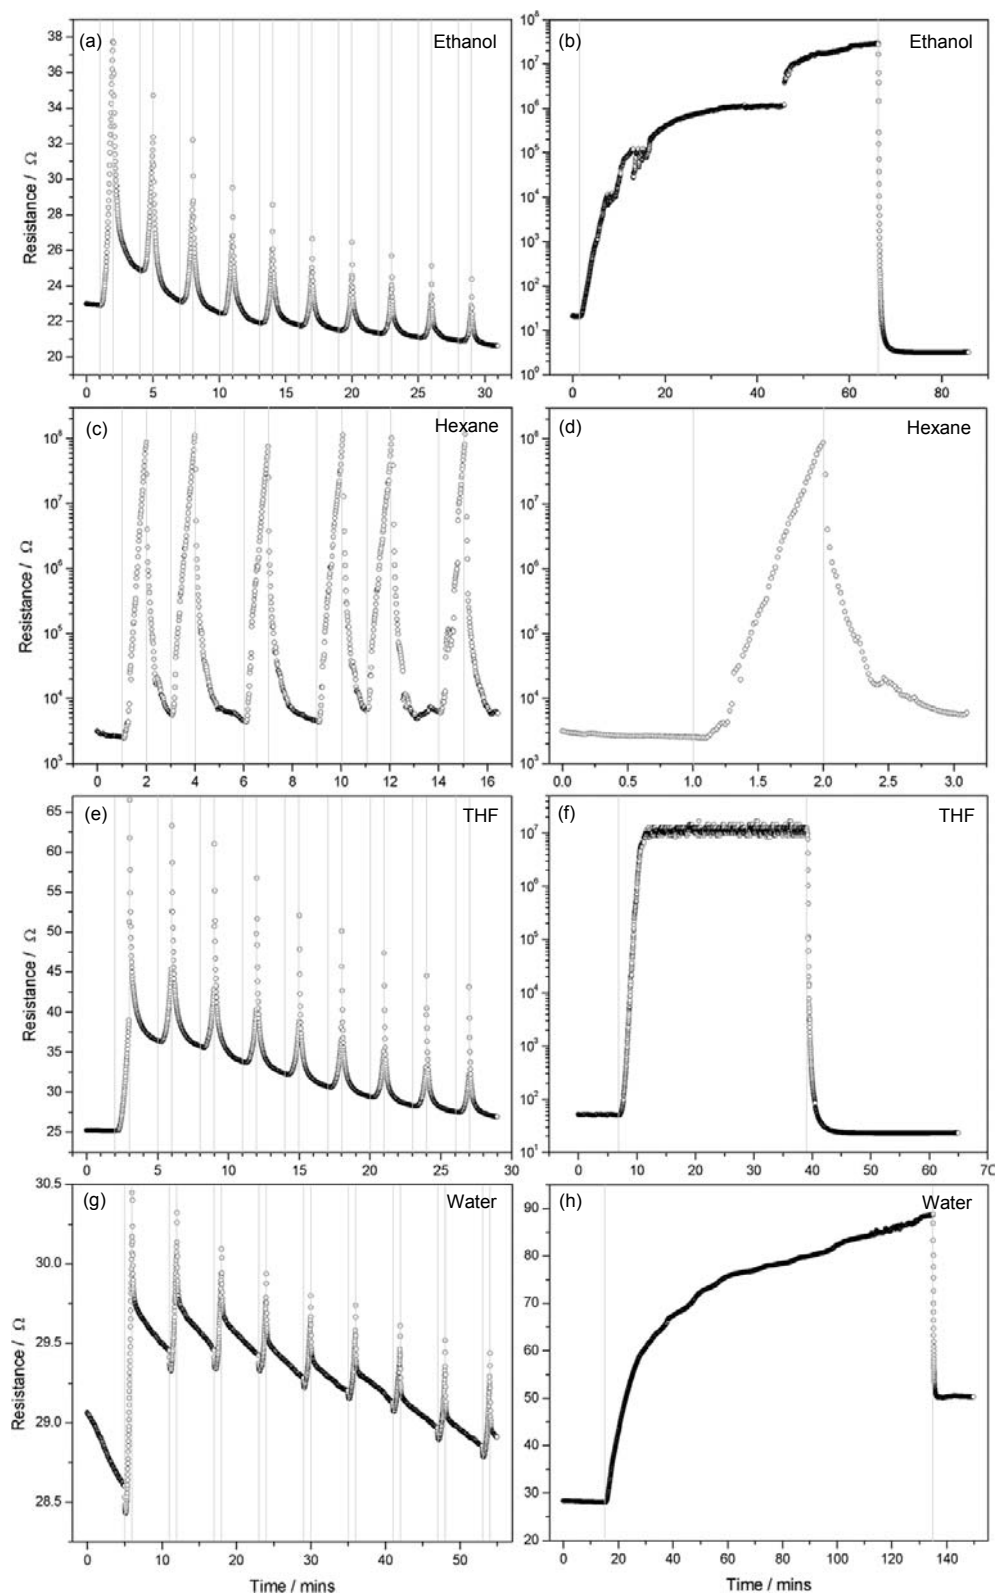 (a) Ethanol
38
36
34
32
30
28
26
24
22
20
Resistance / Ω
0 5 10 15 20 25 30
(b) Ethanol
10⁸
10⁷
10⁶
10⁵
10⁴
10³
10²
10¹
10⁰
0 20 40 60 80
(c) Hexane
10⁸
10⁷
10⁶
10⁵
10⁴
10³
Resistance / Ω
0 2 4 6 8 10 12 14 16
(d) Hexane
10⁸
10⁷
10⁶
10⁵
10⁴
10³
0.0 0.5 1.0 1.5 2.0 2.5 3.0
(e) THF
65
60
55
50
45
40
35
30
25
Resistance / Ω
0 5 10 15 20 25 30
(f) THF
10⁷
10⁶
10⁵
10⁴
10³
10²
10¹
0 10 20 30 40 50 60 70
(g) Water
30.5
30.0
29.5
29.0
28.5
Resistance / Ω
0 10 20 30 40 50
Time / mins
(h) Water
90
80
70
60
50
40
30
20
0 20 40 60 80 100 120 140
Time / mins